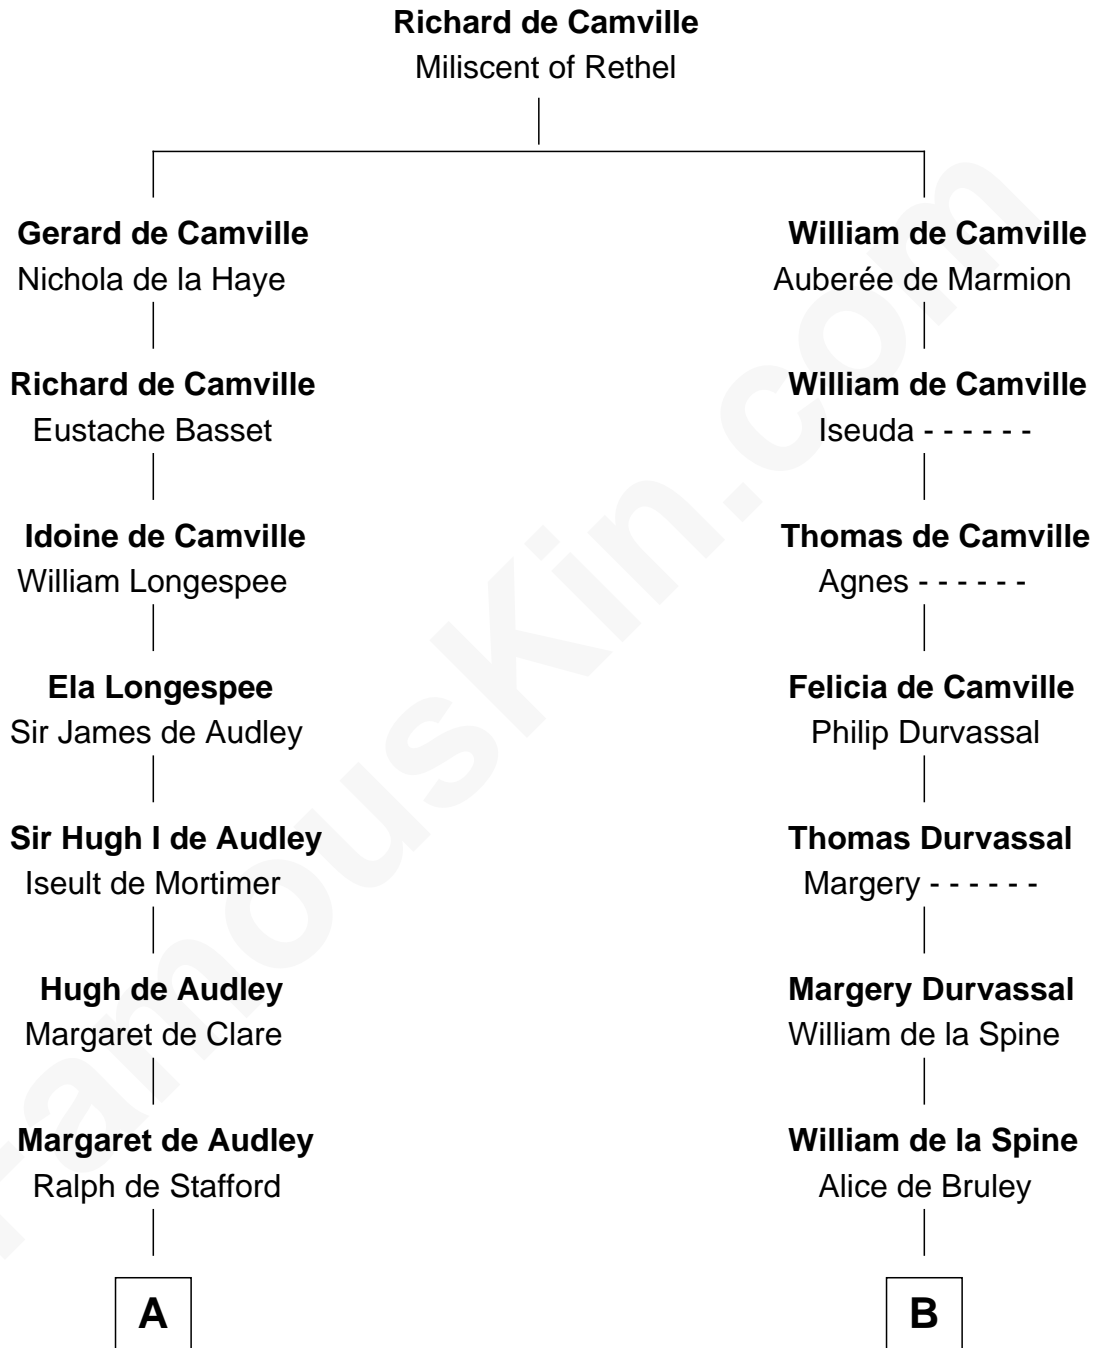 Richard de Camville
Miliscent of Rethel
Gerard de Camville
Nichola de la Haye
William de Camville
Auberée de Marmion
Richard de Camville
Eustache Basset
William de Camville
Iseuda - - - - - -
Idoine de Camville
William Longespee
Thomas de Camville
Agnes - - - - - -
Ela Longespee
Sir James de Audley
Felicia de Camville
Philip Durvassal
Sir Hugh I de Audley
Iseult de Mortimer
Thomas Durvassal
Margery - - - - - -
Hugh de Audley
Margaret de Clare
Margery Durvassal
William de la Spine
Margaret de Audley
Ralph de Stafford
William de la Spine
Alice de Bruley
A
B
FamousKin.com